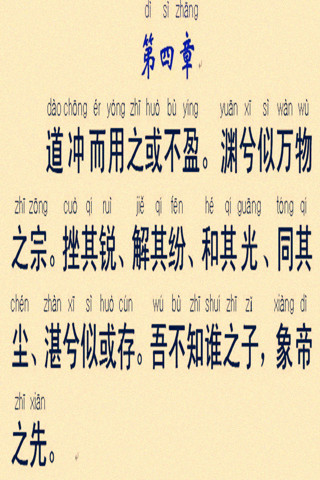 dì sì zhāng
第四章
dào chōng ér yòng zhī huò bù yíng yuān xī sì wàn wù
道冲而用之或不盈。渊兮似万物
zhī zōng cuò qí ruì jiě qí fēn hé qí guāng tóng qí
之宗。挫其锐、解其纷、和其光、同其
chén zhàn xī sì huò cún wú bù zhī shuí zhī zǐ xiàng dì
尘、湛兮似或存。吾不知谁之子，象帝
zhī xiān
之先。